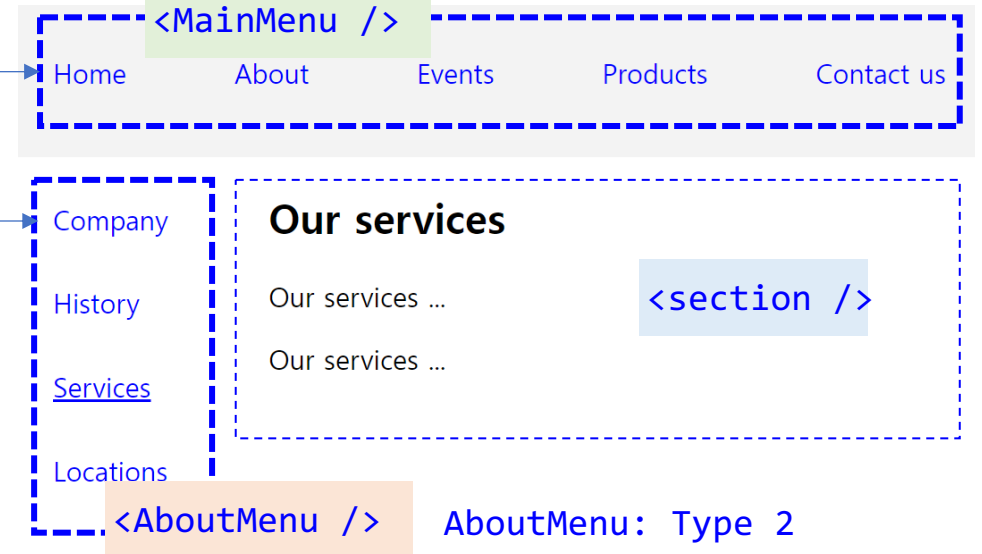 <MainMenu />
Home About Events Products Contact us
Company
History
Services
Locations
Our services
Our services ...
Our services ...
<section />
<AboutMenu />
AboutMenu: Type 2